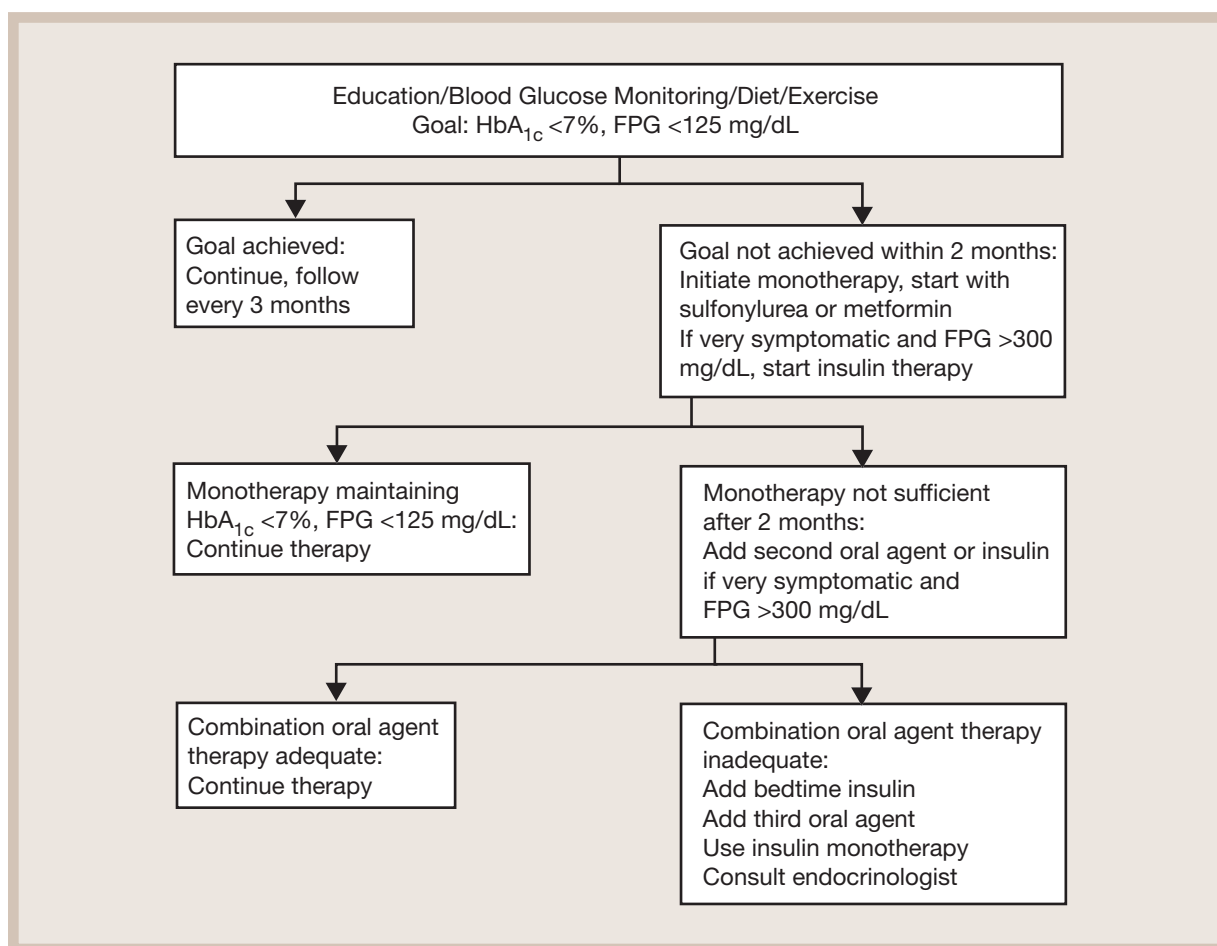 Education/Blood Glucose Monitoring/Diet/Exercise
Goal: HbA1c <7%, FPG <125 mg/dL
Goal achieved:
Continue, follow
every 3 months
Goal not achieved within 2 months:
Initiate monotherapy, start with
sulfonylurea or metformin
If very symptomatic and FPG >300
mg/dL, start insulin therapy
Monotherapy maintaining
HbA1c <7%, FPG <125 mg/dL:
Continue therapy
Monotherapy not sufficient
after 2 months:
Add second oral agent or insulin
if very symptomatic and
FPG >300 mg/dL
Combination oral agent
therapy adequate:
Continue therapy
Combination oral agent therapy
inadequate:
Add bedtime insulin
Add third oral agent
Use insulin monotherapy
Consult endocrinologist